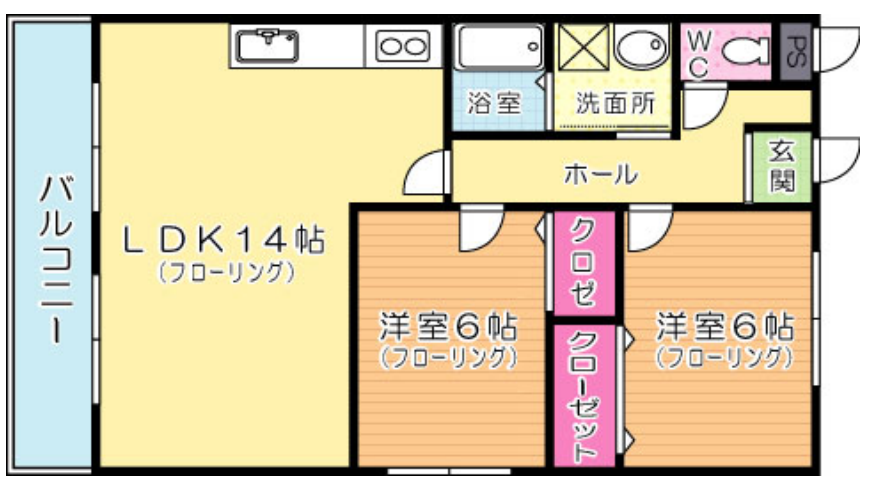 WC
PS
浴室
洗面所
玄関
ホール
バルコニー
LDK14帖
(フローリング)
クロゼ
洋室6帖
(フローリング)
クローゼット
洋室6帖
(フローリング)